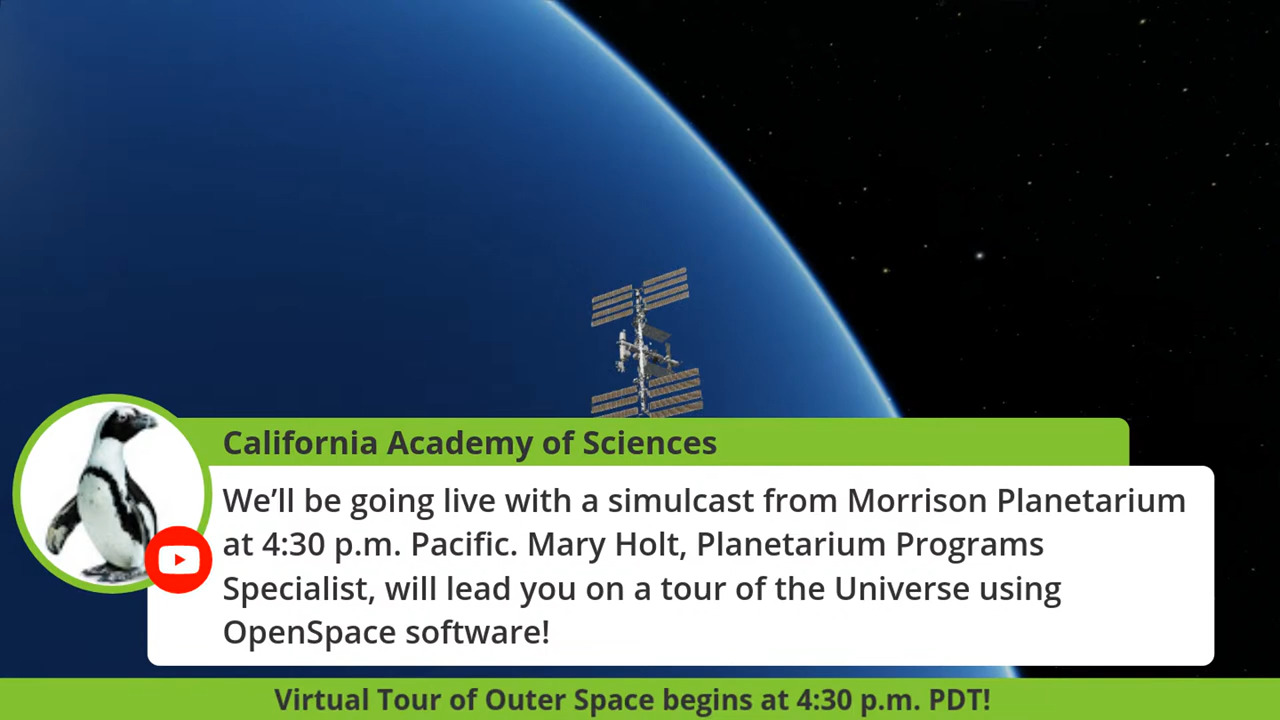 California Academy of Sciences
We’ll be going live with a simulcast from Morrison Planetarium
at 4:30 p.m. Pacific. Mary Holt, Planetarium Programs
Specialist, will lead you on a tour of the Universe using
OpenSpace software!
Virtual Tour of Outer Space begins at 4:30 p.m. PDT!